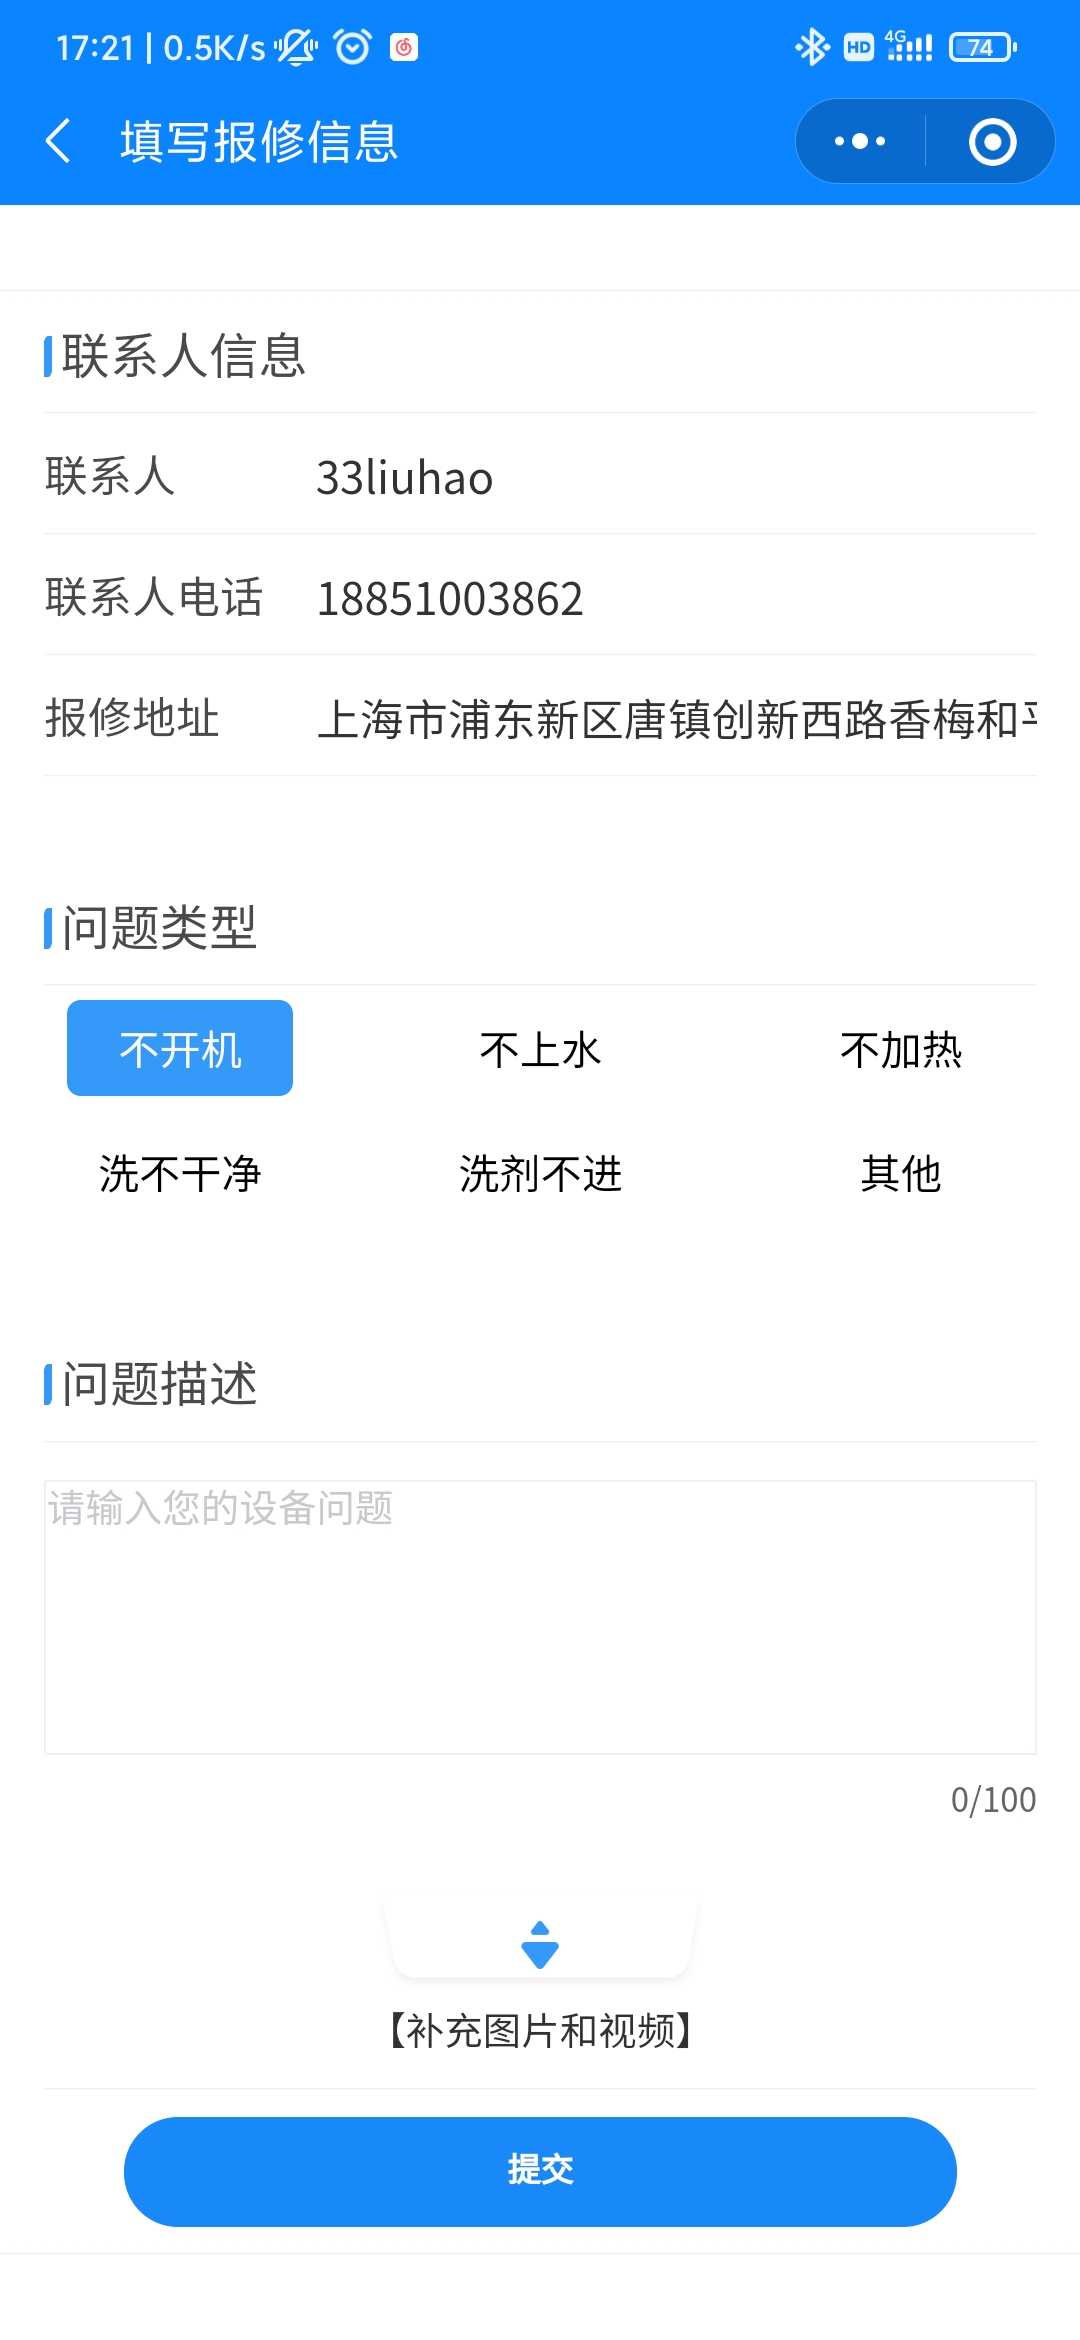 17:21 | 0.5K/s HD 4G 74
填写报修信息
联系人信息
联系人 33liuhao
联系人电话 18851003862
报修地址 上海市浦东新区唐镇创新西路香梅和
问题类型
不开机 不上水 不加热
洗不干净 洗剂不进 其他
问题描述
请输入您的设备问题
0/100
【补充图片和视频】
提交